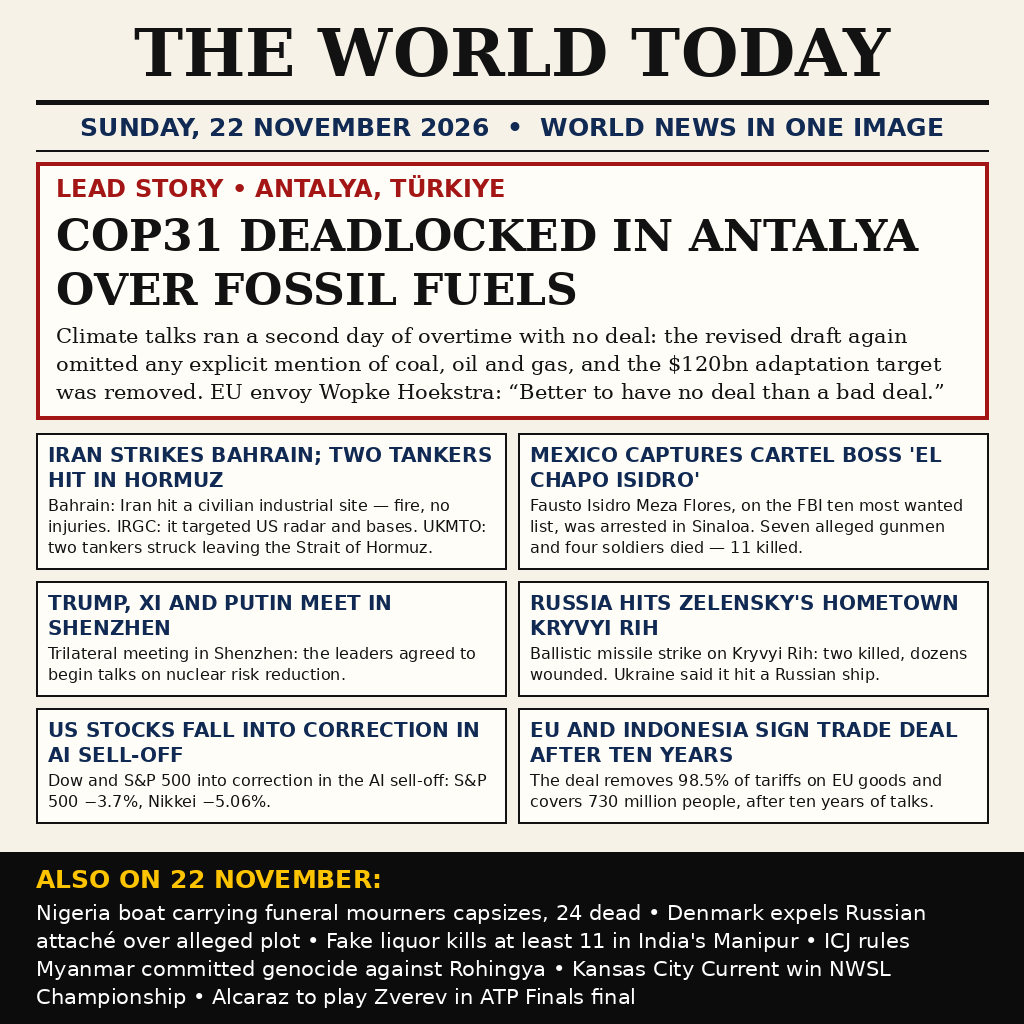 THE WORLD TODAY
SUNDAY, 22 NOVEMBER 2026 • WORLD NEWS IN ONE IMAGE
LEAD STORY • ANTALYA, TÜRKIYE
COP31 DEADLOCKED IN ANTALYA
OVER FOSSIL FUELS
Climate talks ran a second day of overtime with no deal: the revised draft again
omitted any explicit mention of coal, oil and gas, and the $120bn adaptation target
was removed. EU envoy Wopke Hoekstra: “Better to have no deal than a bad deal.”
IRAN STRIKES BAHRAIN; TWO TANKERS
HIT IN HORMUZ
Bahrain: Iran hit a civilian industrial site — fire, no
injuries. IRGC: it targeted US radar and bases. UKMTO:
two tankers struck leaving the Strait of Hormuz.
MEXICO CAPTURES CARTEL BOSS 'EL
CHAPO ISIDRO'
Fausto Isidro Meza Flores, on the FBI ten most wanted
list, was arrested in Sinaloa. Seven alleged gunmen
and four soldiers died — 11 killed.
TRUMP, XI AND PUTIN MEET IN
SHENZHEN
Trilateral meeting in Shenzhen: the leaders agreed to
begin talks on nuclear risk reduction.
RUSSIA HITS ZELENSKY'S HOMETOWN
KRYVYI RIH
Ballistic missile strike on Kryvyi Rih: two killed, dozens
wounded. Ukraine said it hit a Russian ship.
US STOCKS FALL INTO CORRECTION IN
AI SELL-OFF
Dow and S&P 500 into correction in the AI sell-off: S&P
500 −3.7%, Nikkei −5.06%.
EU AND INDONESIA SIGN TRADE DEAL
AFTER TEN YEARS
The deal removes 98.5% of tariffs on EU goods and
covers 730 million people, after ten years of talks.
ALSO ON 22 NOVEMBER:
Nigeria boat carrying funeral mourners capsizes, 24 dead • Denmark expels Russian
attaché over alleged plot • Fake liquor kills at least 11 in India's Manipur • ICJ rules
Myanmar committed genocide against Rohingya • Kansas City Current win NWSL
Championship • Alcaraz to play Zverev in ATP Finals final